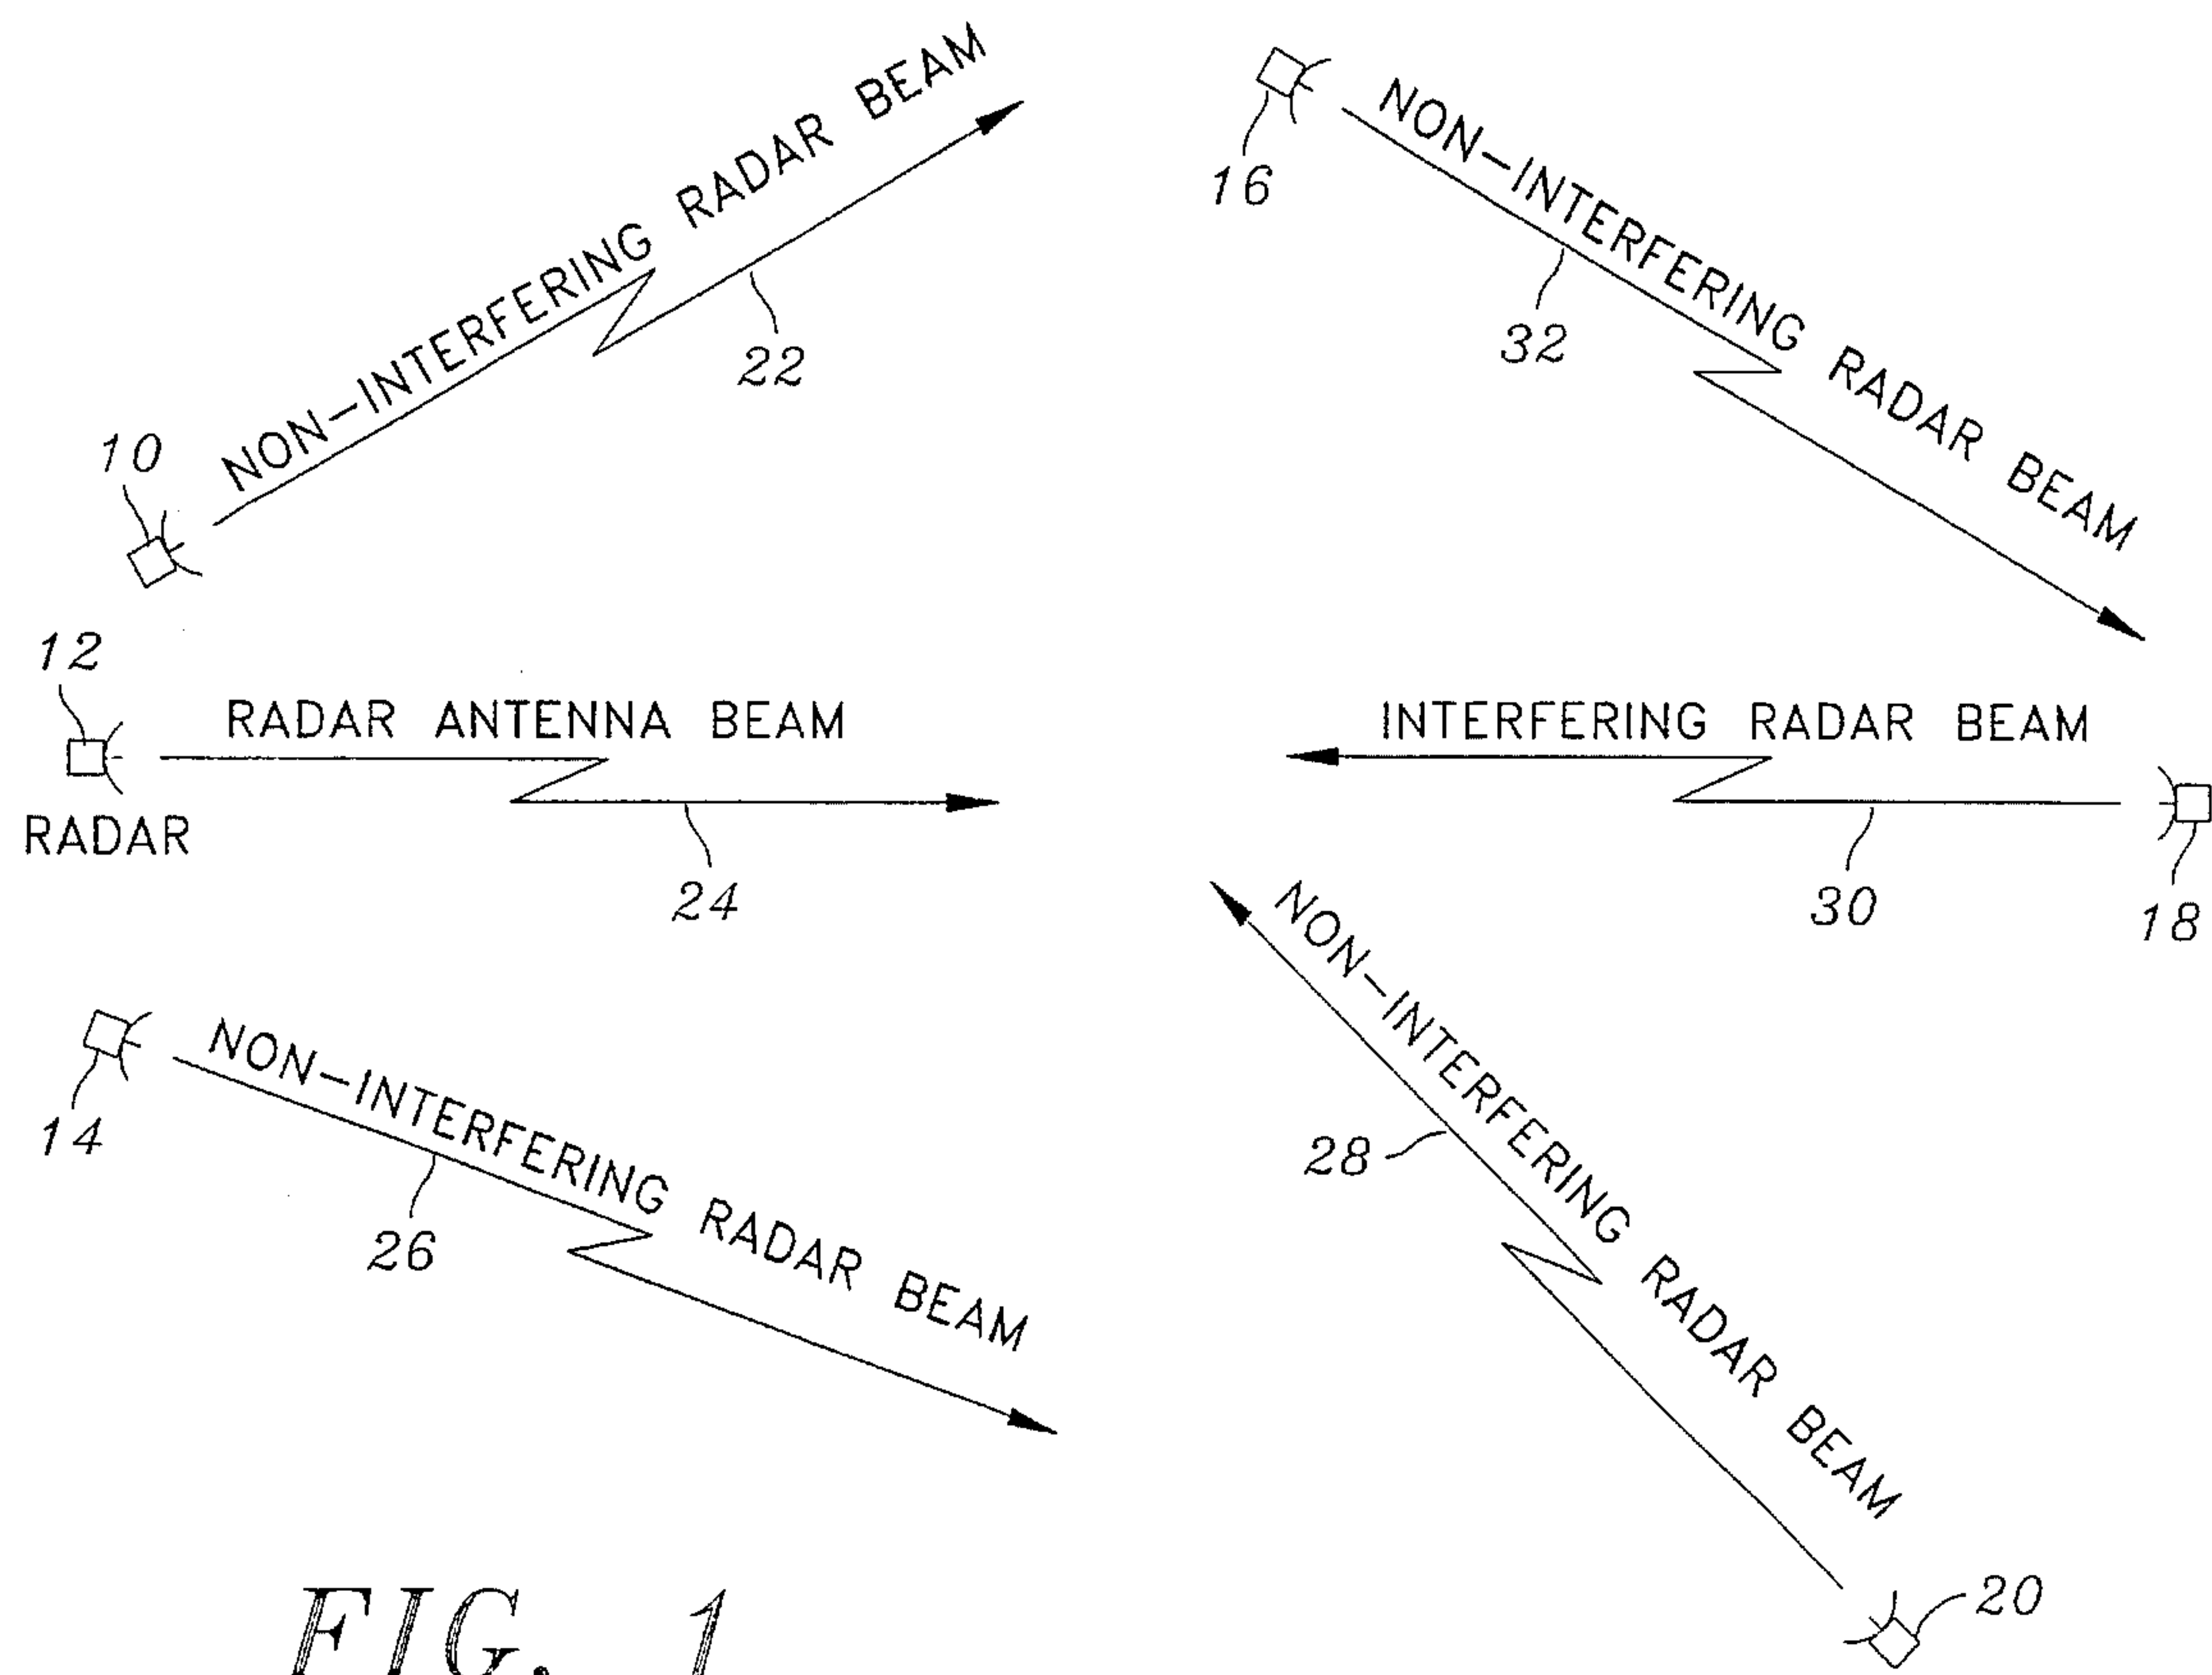 NON-INTERFERING RADAR BEAM
22
10
16
NON-INTERFERING RADAR BEAM
32
12
RADAR ANTENNA BEAM
RADAR
24
INTERFERING RADAR BEAM
30
18
14
NON-INTERFERING RADAR BEAM
26
NON-INTERFERING RADAR BEAM
28
20
FIG. 1